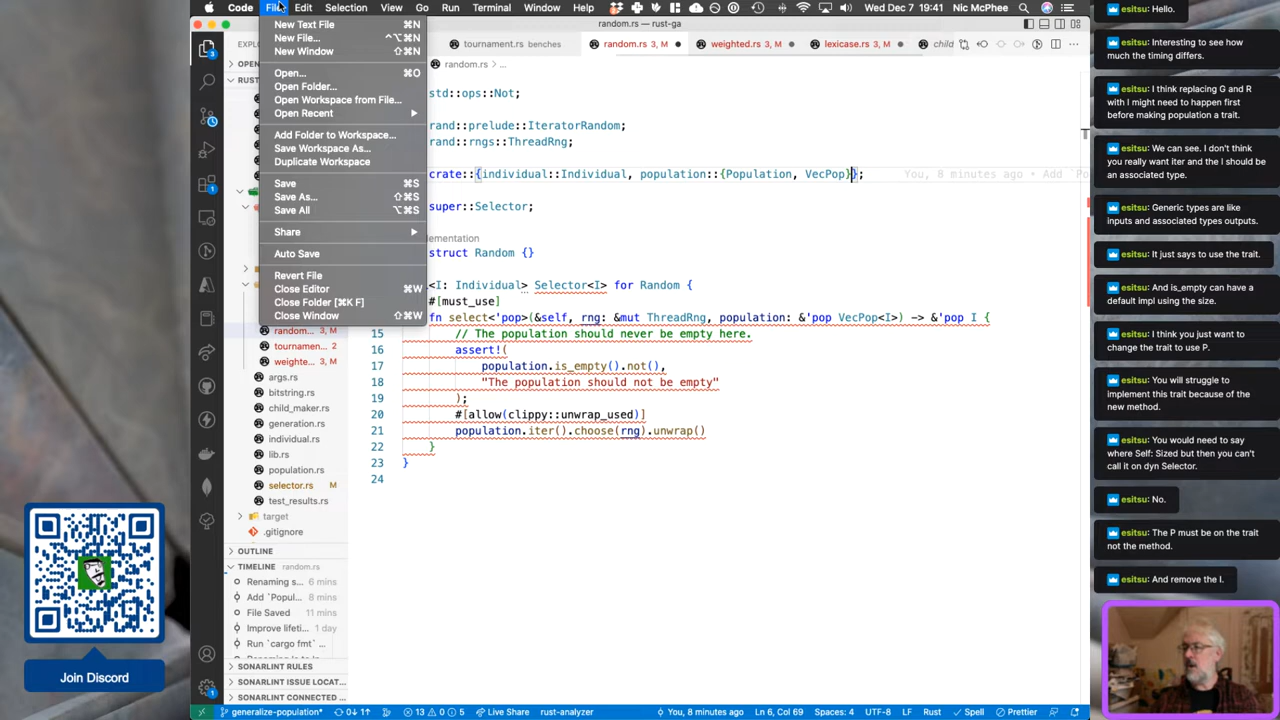 Code File Edit Selection View Go Run Terminal Window Help Wed Dec 7 19:41 Nic McPhee
random.rs — rust-ga
New Text File ⌘N
New File... ^⌥⌘N
New Window ⇧⌘N
Open... ⌘O
Open Folder...
Open Workspace from File...
Open Recent
Add Folder to Workspace...
Save Workspace As...
Duplicate Workspace
Save ⌘S
Save As... ⇧⌘S
Save All ⌥⌘S
Share
Auto Save
Revert File
Close Editor ⌘W
Close Folder [⌘K F]
Close Window ⇧⌘W
tournament.rs benches random.rs 3, M weighted.rs 3, M lexicase.rs 3, M child
random.rs > ...
std::ops::Not;
rand::prelude::IteratorRandom;
rand::rngs::ThreadRng;
crate::{individual::Individual, population::{Population, VecPop}}; You, 8 minutes ago • Add `Po
super::Selector;
lementation
struct Random {}
<I: Individual> Selector<I> for Random {
#[must_use]
fn select<'pop>(&self, rng: &mut ThreadRng, population: &'pop VecPop<I>) -> &'pop I {
15 // The population should never be empty here.
16 assert!(
17 population.is_empty().not(),
18 "The population should not be empty"
19 );
20 #[allow(clippy::unwrap_used)]
21 population.iter().choose(rng).unwrap()
22 }
23 }
24
EXPL
OPEN
RUST
random... 3, M
tournamen... 2
weighte... 3, M
args.rs
bitstring.rs
child_maker.rs
generation.rs
individual.rs
lib.rs
population.rs
selector.rs M
test_results.rs
target
.gitignore
OUTLINE
TIMELINE random.rs
Renaming s... 6 mins
Add `Popul... 8 mins
File Saved 11 mins
Improve lifeti... 1 day
Run `cargo fmt` ...
SONARLINT RULES
SONARLINT ISSUE LOCAT...
SONARLINT CONNECTED ...
generalize-population* 0↓ 1↑ 13 0 5 Live Share rust-analyzer You, 8 minutes ago Ln 6, Col 69 Spaces: 4 UTF-8 LF Rust Spell Prettier
Join Discord
esitsu: Hello.
esitsu: Interesting to see how
much the timing differs.
esitsu: I think replacing G and R
with I might need to happen first
before making population a trait.
esitsu: We can see. I don't think
you really want iter and the I should be
an associated type.
esitsu: Generic types are like
inputs and associated types outputs.
esitsu: It just says to use the trait.
esitsu: And is_empty can have a
default impl using the size.
esitsu: I think you just want to
change the trait to use P.
esitsu: You will struggle to
implement this trait because of the
new method.
esitsu: You would need to say
where Self: Sized but then you can't
call it on dyn Selector.
esitsu: No.
esitsu: The P must be on the trait
not the method.
esitsu: And remove the I.